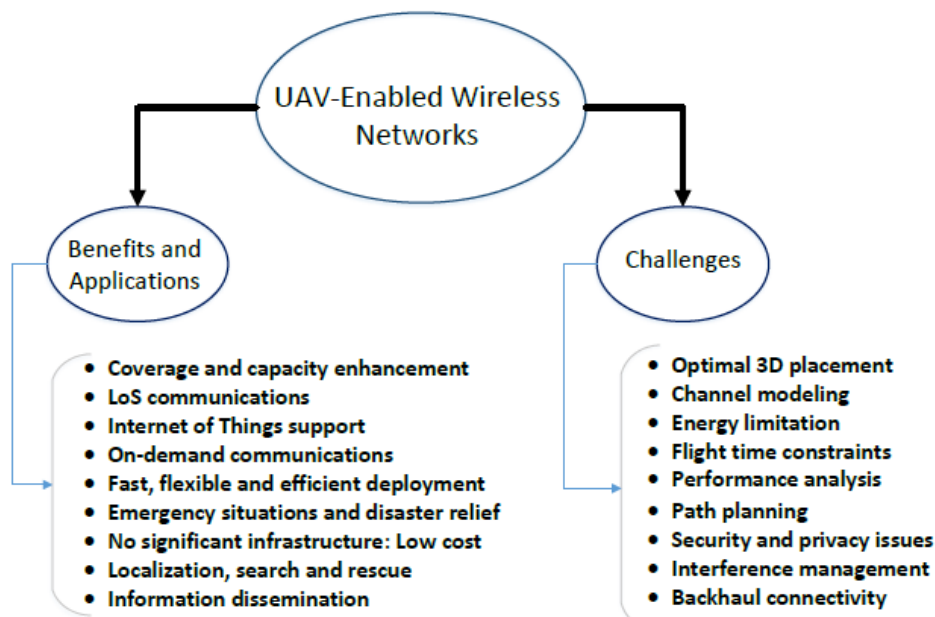 UAV-Enabled Wireless
Networks
Benefits and
Applications
Challenges
• Coverage and capacity enhancement
• LoS communications
• Internet of Things support
• On-demand communications
• Fast, flexible and efficient deployment
• Emergency situations and disaster relief
• No significant infrastructure: Low cost
• Localization, search and rescue
• Information dissemination
• Optimal 3D placement
• Channel modeling
• Energy limitation
• Flight time constraints
• Performance analysis
• Path planning
• Security and privacy issues
• Interference management
• Backhaul connectivity